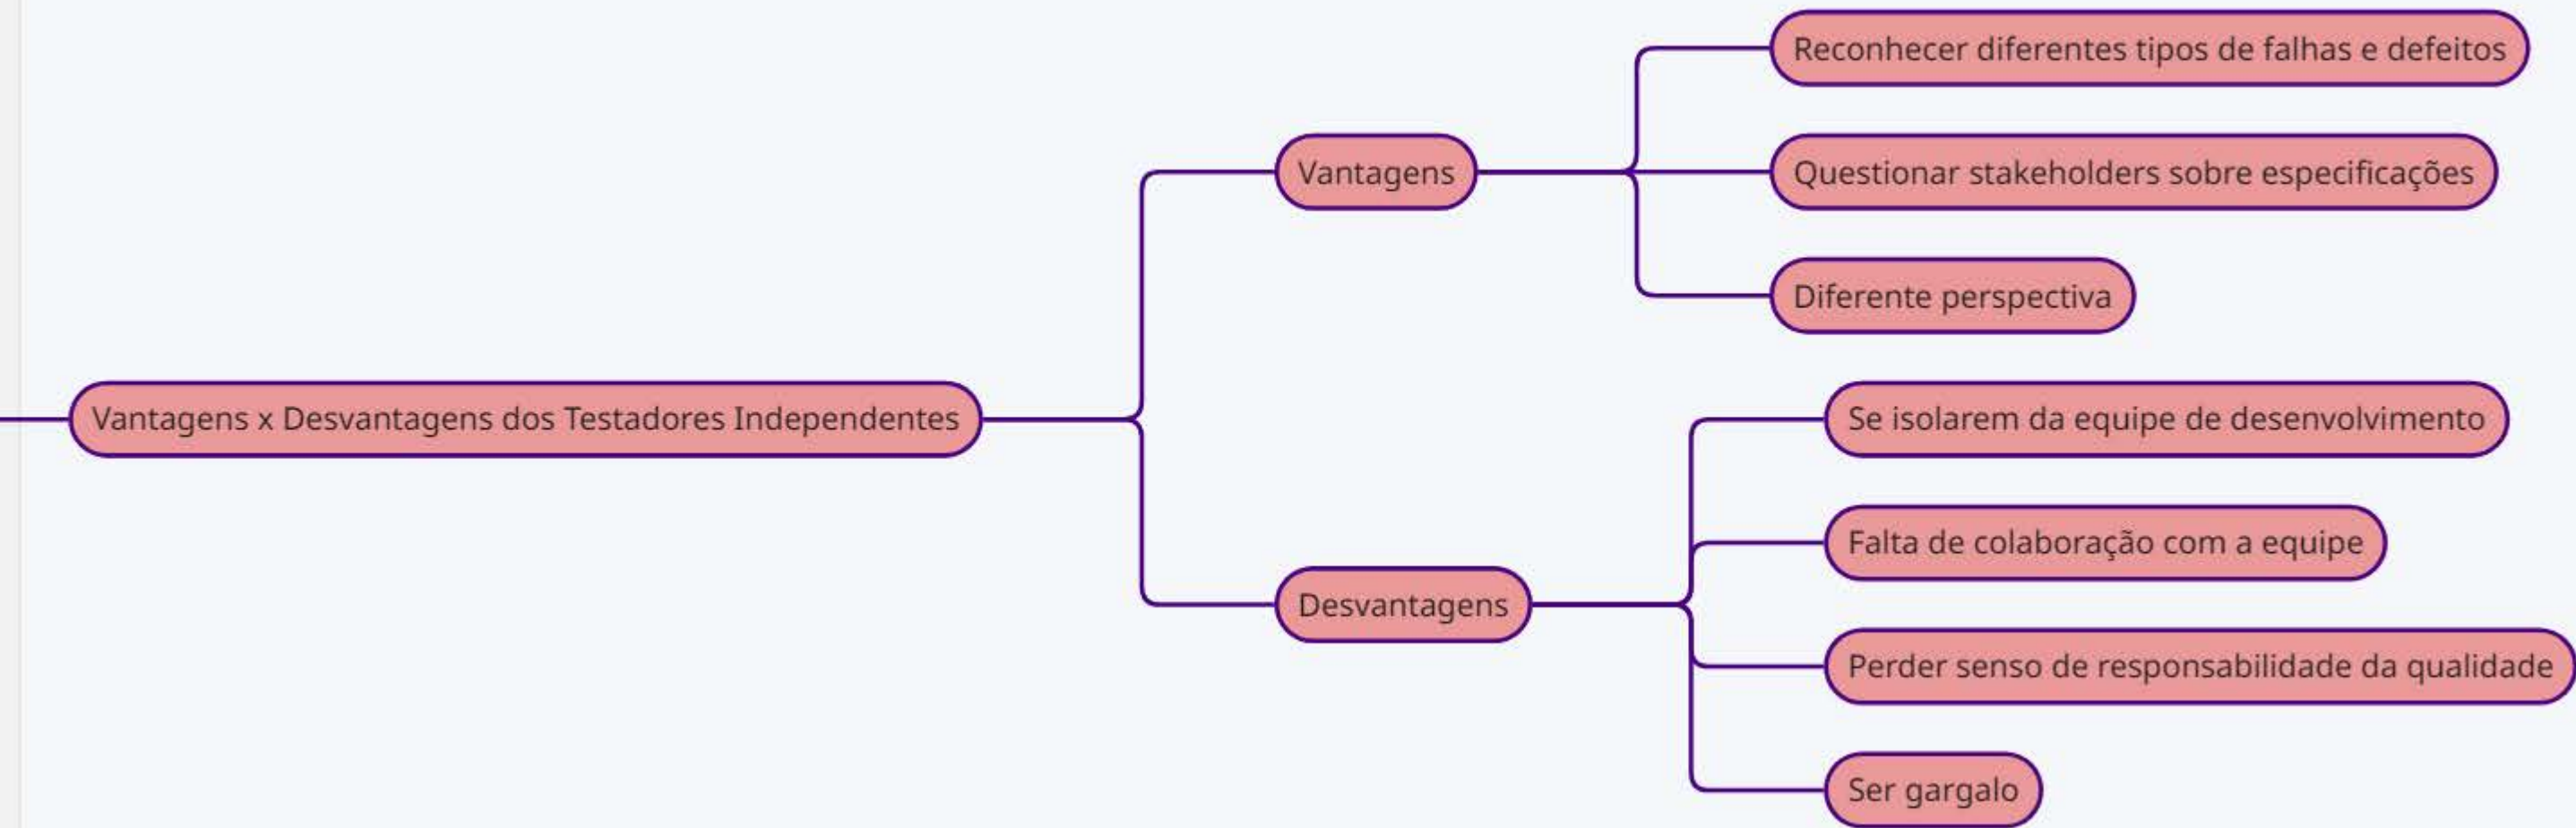 Vantagens x Desvantagens dos Testadores Independentes
Vantagens
Reconhecer diferentes tipos de falhas e defeitos
Questionar stakeholders sobre especificações
Diferente perspectiva
Desvantagens
Se isolarem da equipe de desenvolvimento
Falta de colaboração com a equipe
Perder senso de responsabilidade da qualidade
Ser gargalo